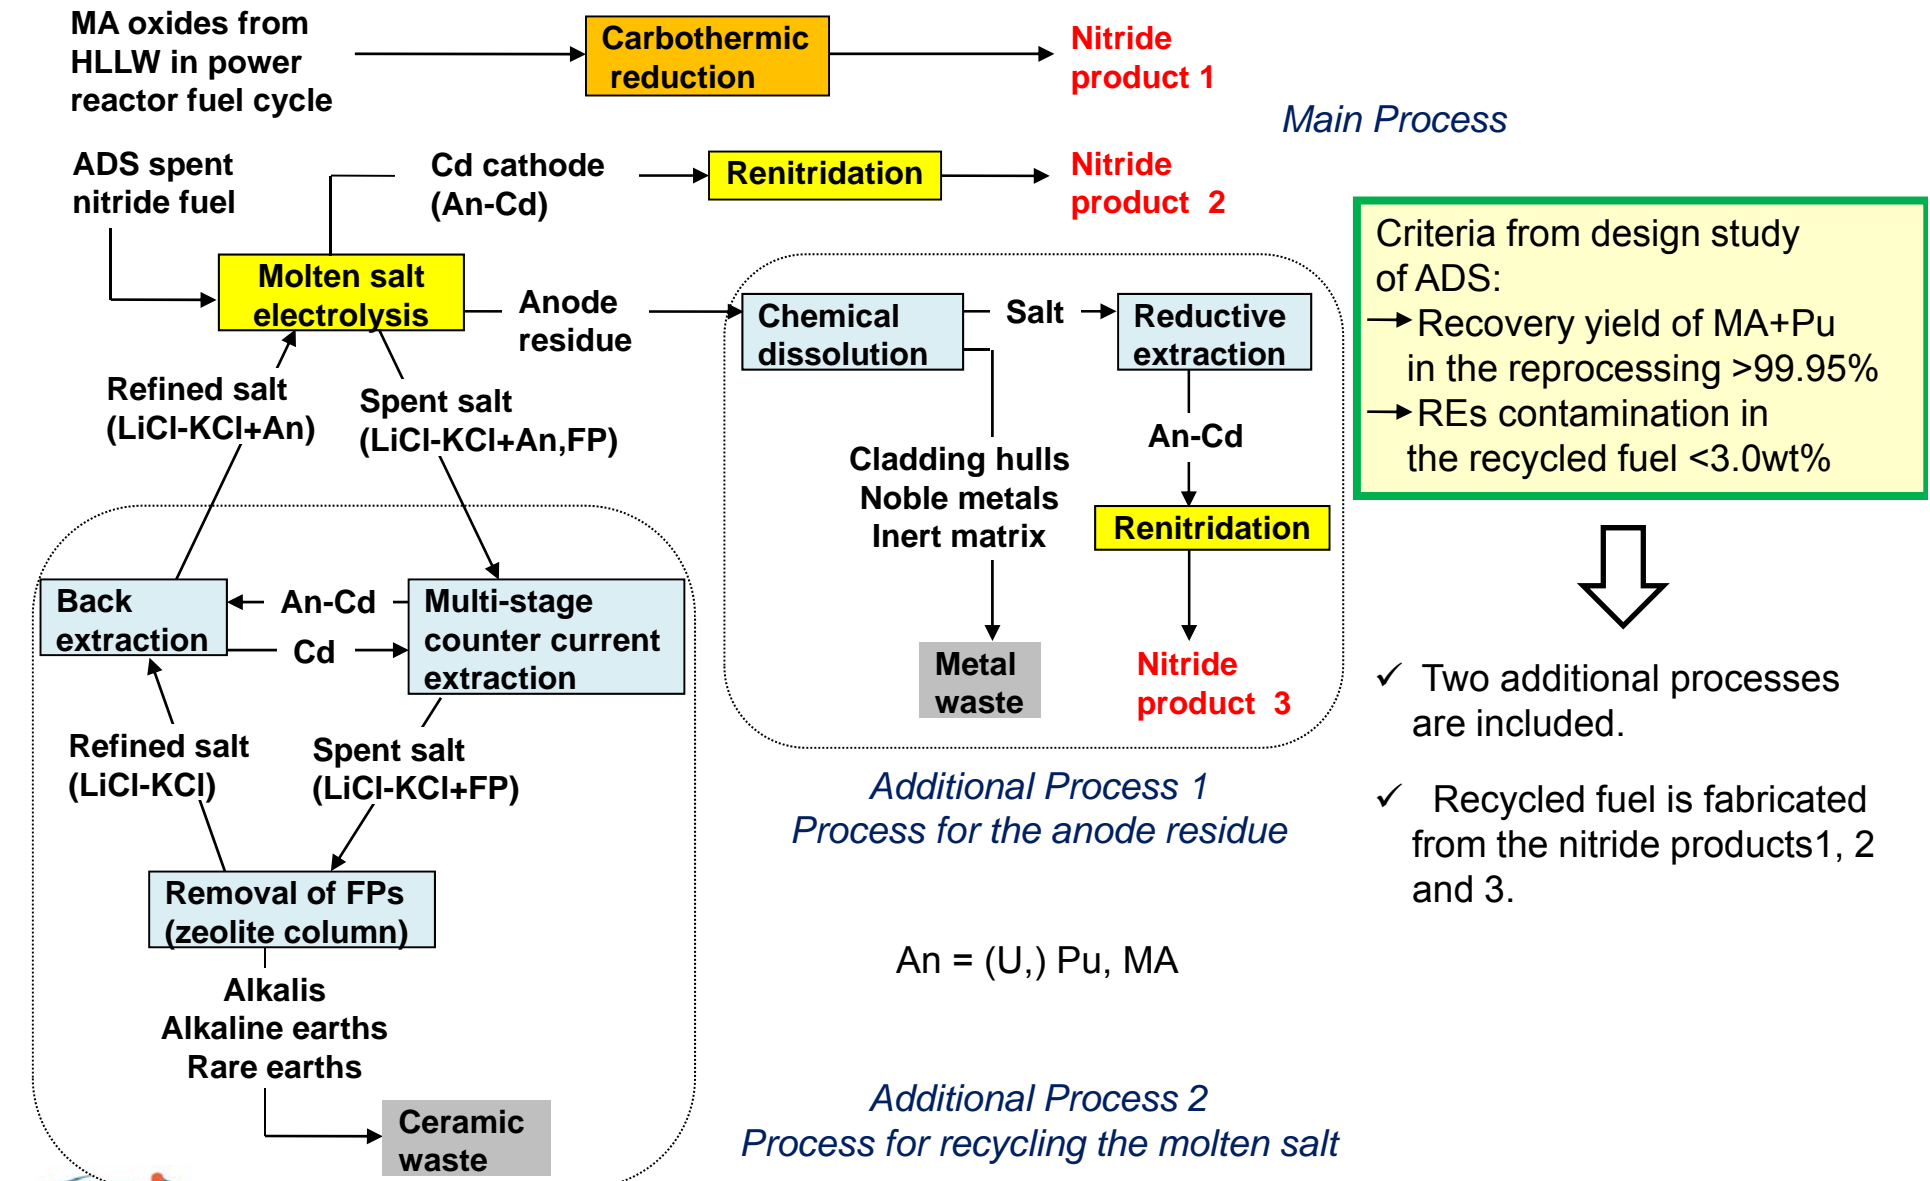 MA oxides from
HLLW in power
reactor fuel cycle
Carbothermic
reduction
Nitride
product 1
Main Process
ADS spent
nitride fuel
Cd cathode
(An-Cd)
Renitridation
Nitride
product 2
Molten salt
electrolysis
Anode
residue
Chemical
dissolution
Salt
Reductive
extraction
Criteria from design study
of ADS:
Recovery yield of MA+Pu
in the reprocessing >99.95%
REs contamination in
the recycled fuel <3.0wt%
Refined salt
(LiCl-KCl+An)
Spent salt
(LiCl-KCl+An,FP)
An-Cd
Cladding hulls
Noble metals
Inert matrix
Renitridation
Back
extraction
An-Cd
Cd
Multi-stage
counter current
extraction
Metal
waste
Nitride
product 3
✓ Two additional processes
are included.
Refined salt
(LiCl-KCl)
Spent salt
(LiCl-KCl+FP)
Additional Process 1
Process for the anode residue
✓ Recycled fuel is fabricated
from the nitride products1, 2
and 3.
Removal of FPs
(zeolite column)
An = (U,) Pu, MA
Alkalis
Alkaline earths
Rare earths
Ceramic
waste
Additional Process 2
Process for recycling the molten salt